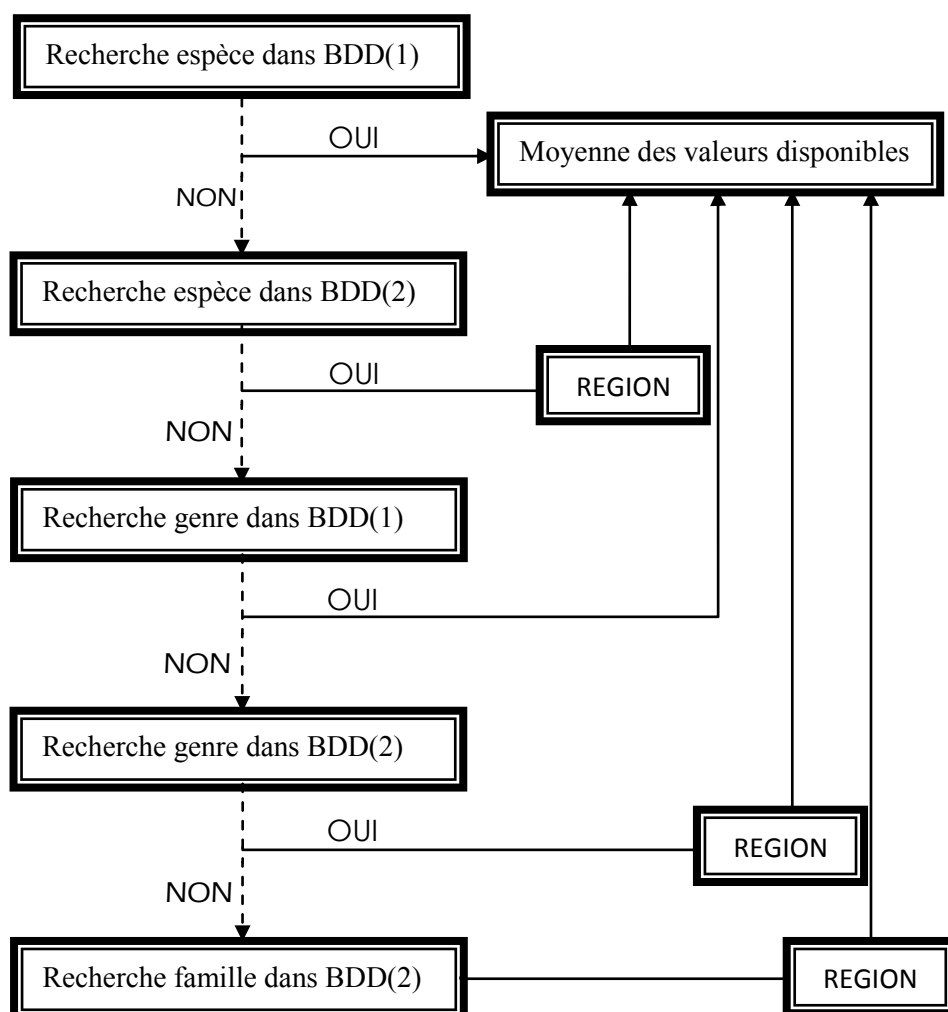 Recherche espèce dans BDD(1)
OUI
Moyenne des valeurs disponibles
NON
Recherche espèce dans BDD(2)
OUI
REGION
NON
Recherche genre dans BDD(1)
OUI
NON
Recherche genre dans BDD(2)
OUI
REGION
NON
Recherche famille dans BDD(2)
REGION